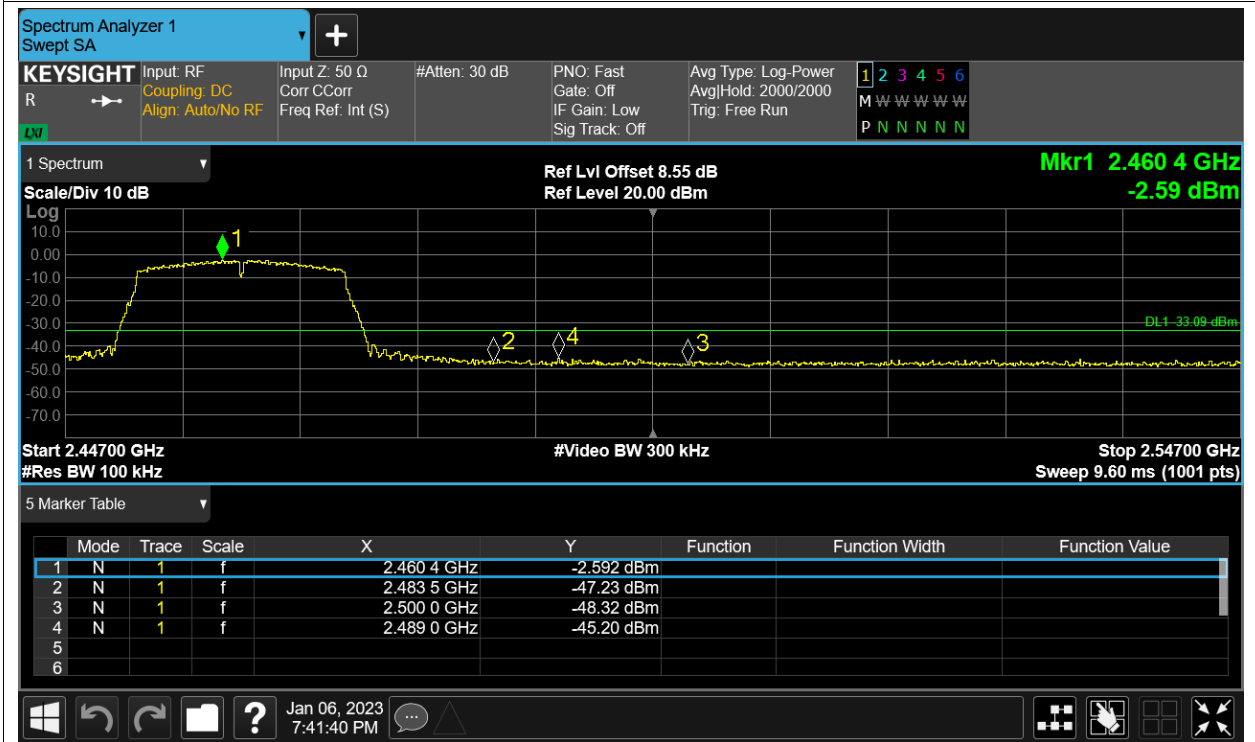 Spectrum Analyzer 1
Swept SA
+
KEYSIGHT
R
LXI
Input: RF
Coupling: DC
Align: Auto/No RF
Input Z: 50 Ω
Corr CCorr
Freq Ref: Int (S)
#Atten: 30 dB
PNO: Fast
Gate: Off
IF Gain: Low
Sig Track: Off
Avg Type: Log-Power
Avg|Hold: 2000/2000
Trig: Free Run
1 2 3 4 5 6
M W W W W W
P N N N N N
1 Spectrum
Scale/Div 10 dB
Ref Lvl Offset 8.55 dB
Ref Level 20.00 dBm
Mkr1 2.460 4 GHz
-2.59 dBm
Log
10.0
0.00
-10.0
-20.0
-30.0
-40.0
-50.0
-60.0
-70.0
1
2
4
3
DL1 -33.09 dBm
Start 2.44700 GHz
#Video BW 300 kHz
Stop 2.54700 GHz
#Res BW 100 kHz
Sweep 9.60 ms (1001 pts)
5 Marker Table
Mode Trace Scale X Y Function Function Width Function Value
1 N 1 f 2.460 4 GHz -2.592 dBm
2 N 1 f 2.483 5 GHz -47.23 dBm
3 N 1 f 2.500 0 GHz -48.32 dBm
4 N 1 f 2.489 0 GHz -45.20 dBm
5
6
?
Jan 06, 2023
7:41:40 PM